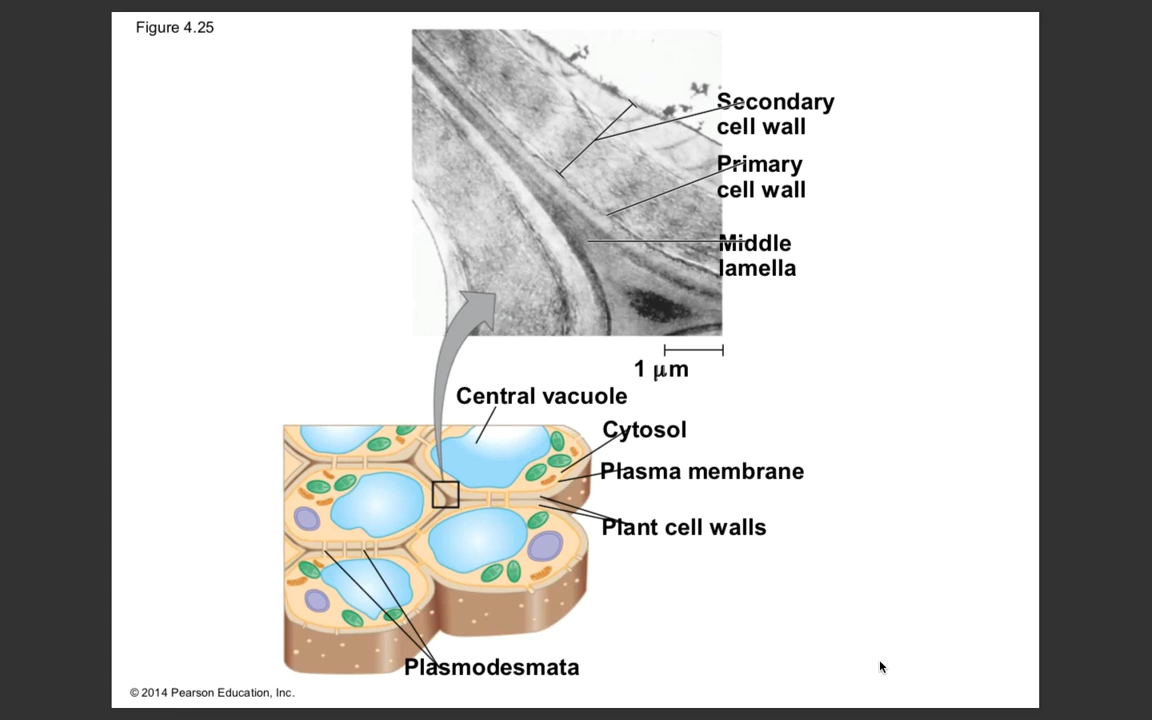 Figure 4.25
Secondary
cell wall
Primary
cell wall
Middle
lamella
1 μm
Central vacuole
Cytosol
Plasma membrane
Plant cell walls
Plasmodesmata
© 2014 Pearson Education, Inc.